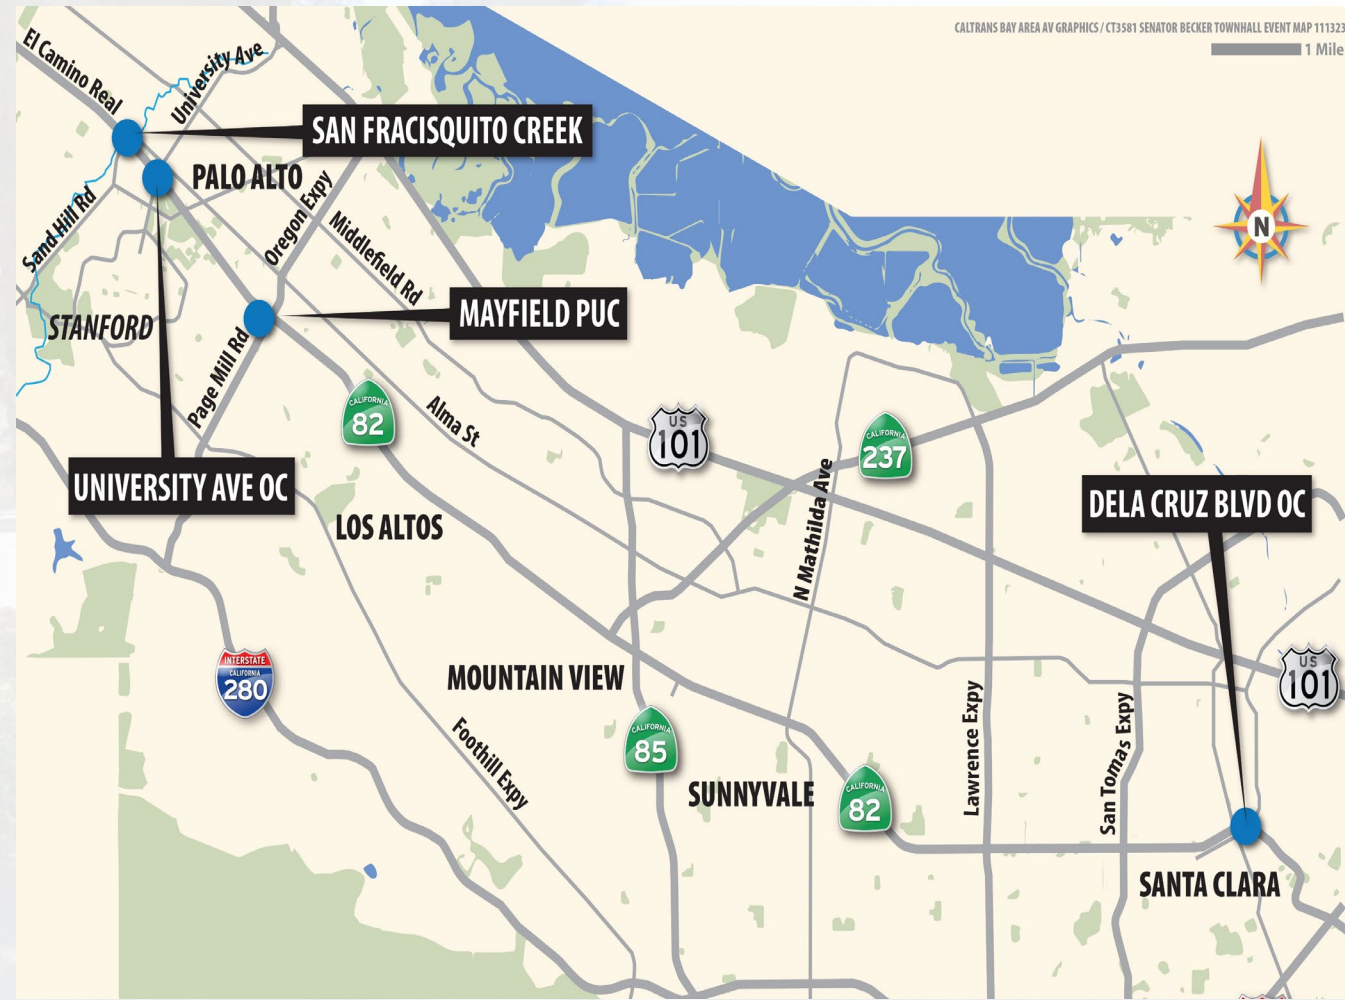 CALTRANS BAY AREA AV GRAPHICS / CT3581 SENATOR BECKER TOWNHALL EVENT MAP 111323
1 Mile
El Camino Real
University Ave
SAN FRACISQUITO CREEK
PALO ALTO
Sand Hill Rd
Oregon Expy
Middlefield Rd
N
STANFORD
MAYFIELD PUC
Page Mill Rd
CALIFORNIA
82
Alma St
US
101
CALIFORNIA
237
UNIVERSITY AVE OC
N Mathilda Ave
DELA CRUZ BLVD OC
LOS ALTOS
INTERSTATE
CALIFORNIA
280
MOUNTAIN VIEW
US
101
Foothill Expy
CALIFORNIA
85
Lawrence Expy
San Tomas Expy
SUNNYVALE
CALIFORNIA
82
SANTA CLARA